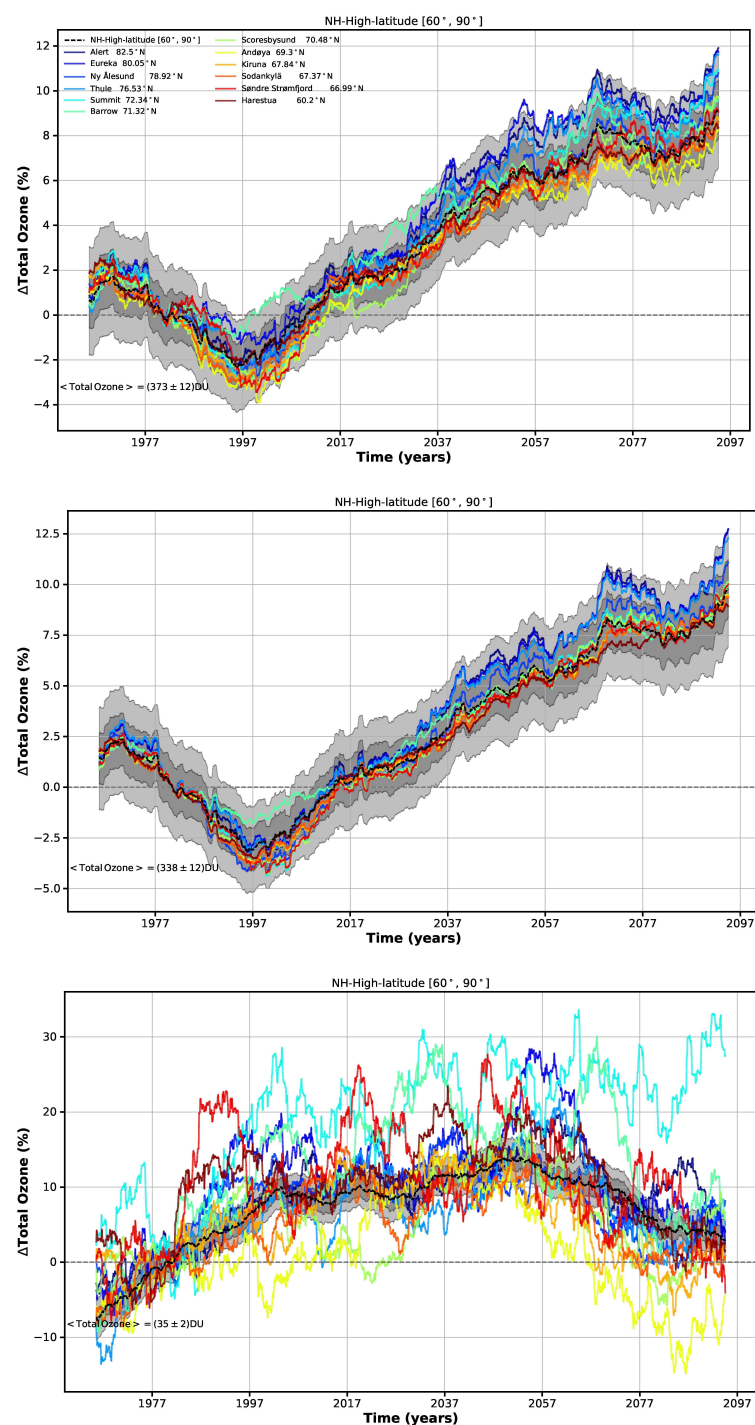 NH-High-latitude [60°, 90°]
12
10
8
6
4
2
0
−2
−4
ΔTotal Ozone (%)
NH-High-latitude [60°, 90°]
Alert 82.5°N
Eureka 80.05°N
Ny Ålesund 78.92°N
Thule 76.53°N
Summit 72.34°N
Barrow 71.32°N
Scoresbysund 70.48°N
Andøya 69.3°N
Kiruna 67.84°N
Sodankylä 67.37°N
Søndre Strømfjord 66.99°N
Harestua 60.2°N
<Total Ozone> = (373 ± 12)DU
1977 1997 2017 2037 2057 2077 2097
Time (years)
NH-High-latitude [60°, 90°]
12.5
10.0
7.5
5.0
2.5
0.0
−2.5
−5.0
ΔTotal Ozone (%)
<Total Ozone> = (338 ± 12)DU
1977 1997 2017 2037 2057 2077 2097
Time (years)
NH-High-latitude [60°, 90°]
30
20
10
0
−10
ΔTotal Ozone (%)
<Total Ozone> = (35 ± 2)DU
1977 1997 2017 2037 2057 2077 2097
Time (years)